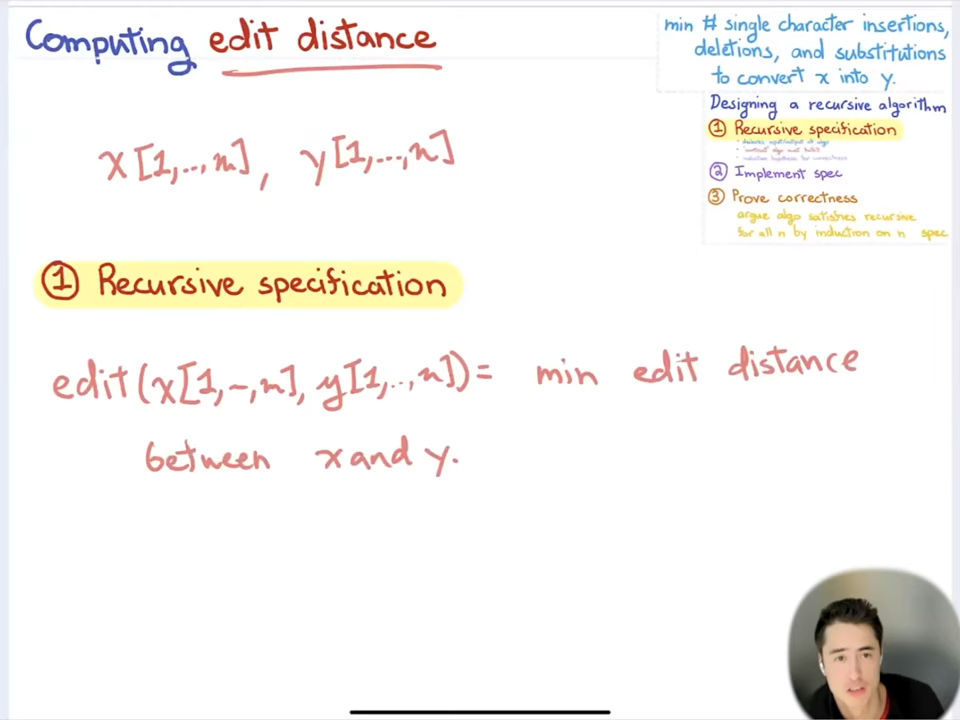 Computing edit distance
min # single character insertions,
deletions, and substitutions
to convert x into y.
Designing a recursive algorithm
① Recursive specification
② Implement spec
③ Prove correctness
argue algo satisfies recursive
for all n by induction on n spec
x[1,...,m], y[1,...,n]
① Recursive specification
edit(x[1,...,m], y[1,...,n]) = min edit distance
between x and y.